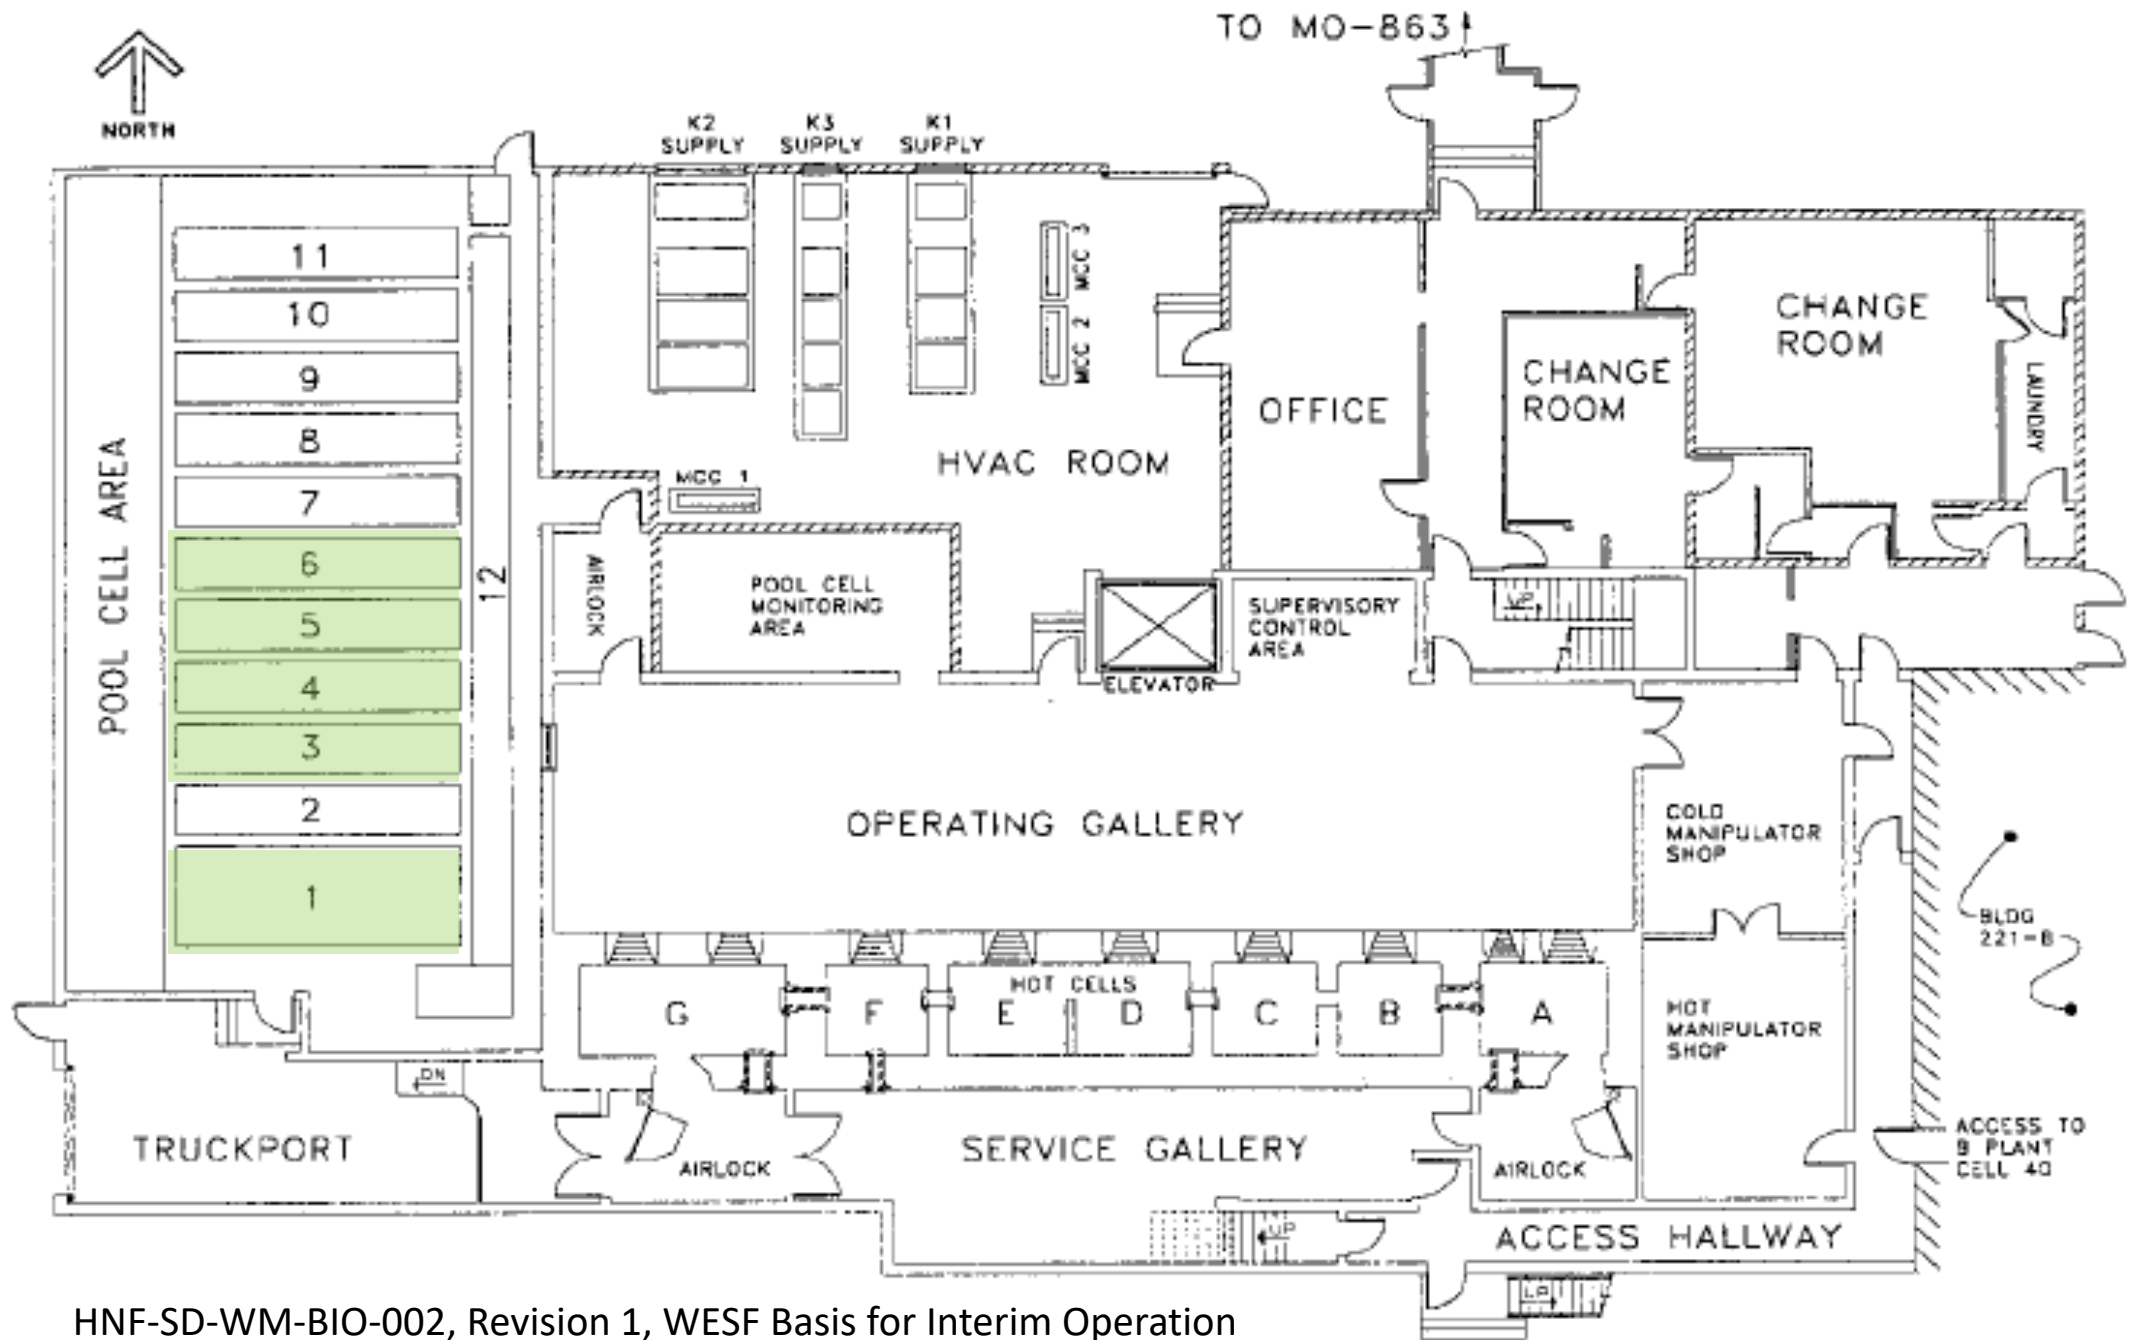 TO MO-863
NORTH
K2
SUPPLY
K3
SUPPLY
K1
SUPPLY
11
10
9
8
7
6
5
4
3
2
1
12
POOL CELL AREA
MCC 3
MCC 2
MCC 1
HVAC ROOM
OFFICE
CHANGE
ROOM
CHANGE
ROOM
LAUNDRY
AIRLOCK
POOL CELL
MONITORING
AREA
ELEVATOR
SUPERVISORY
CONTROL
AREA
UP
OPERATING GALLERY
COLD
MANIPULATOR
SHOP
BLDG
221-B
HOT CELLS
G
F
E
D
C
B
A
HOT
MANIPULATOR
SHOP
DN
TRUCKPORT
AIRLOCK
SERVICE GALLERY
AIRLOCK
ACCESS TO
B PLANT
CELL 40
UP
ACCESS HALLWAY
UP
HNF-SD-WM-BIO-002, Revision 1, WESF Basis for Interim Operation